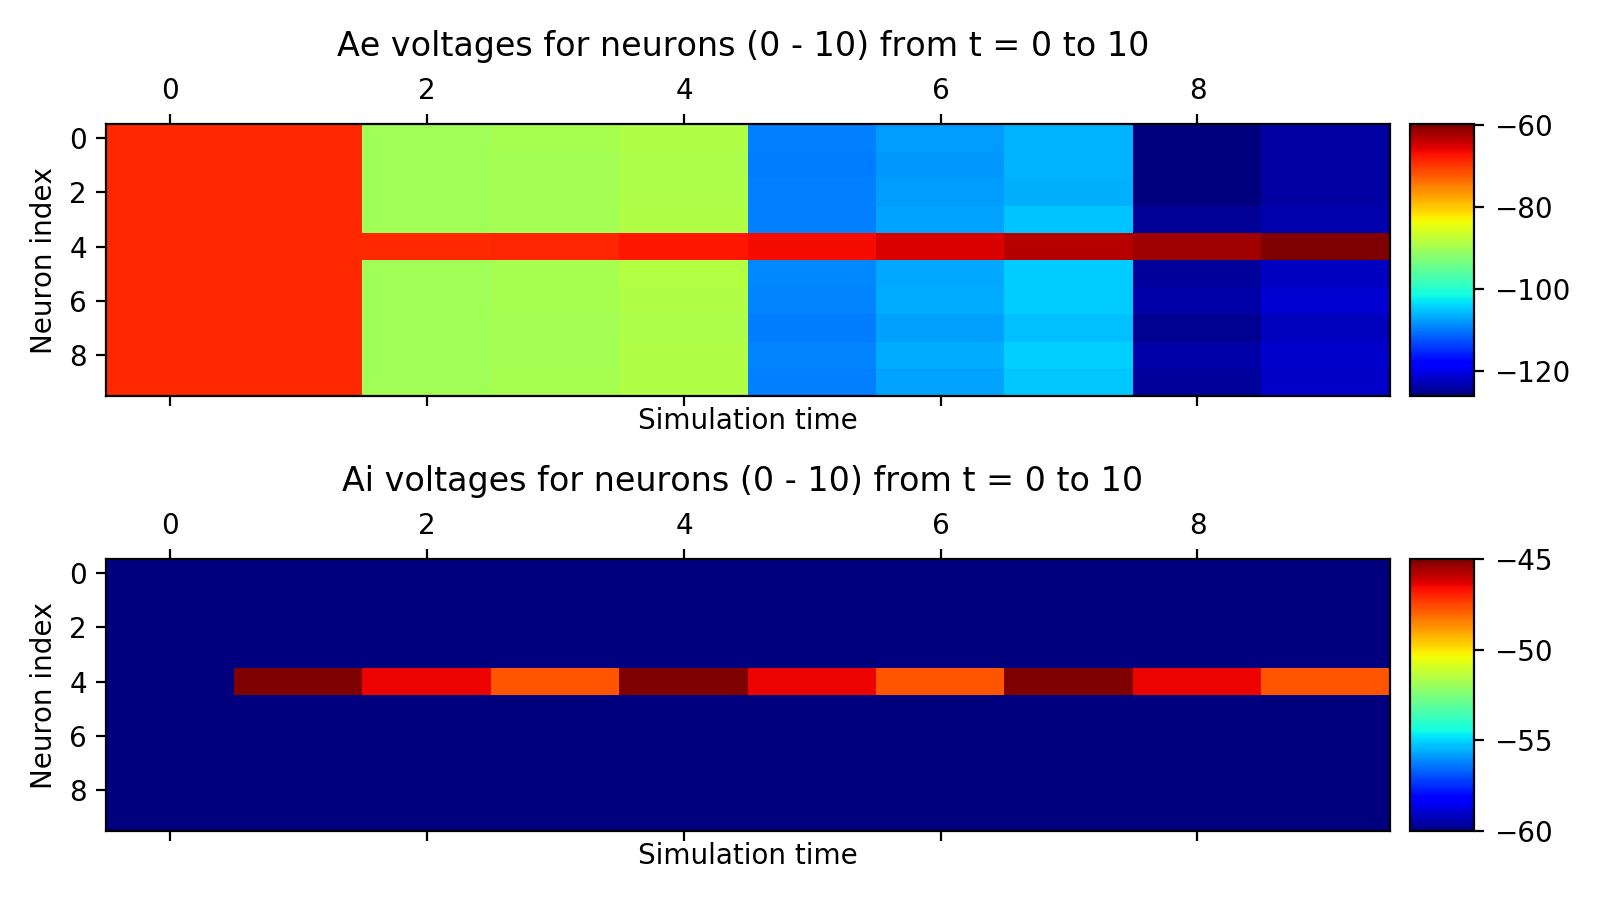 Ae voltages for neurons (0 - 10) from t = 0 to 10
0 2 4 6 8
Neuron index
0
2
4
6
8
−60
−80
−100
−120
Simulation time
Ai voltages for neurons (0 - 10) from t = 0 to 10
0 2 4 6 8
Neuron index
0
2
4
6
8
−45
−50
−55
−60
Simulation time